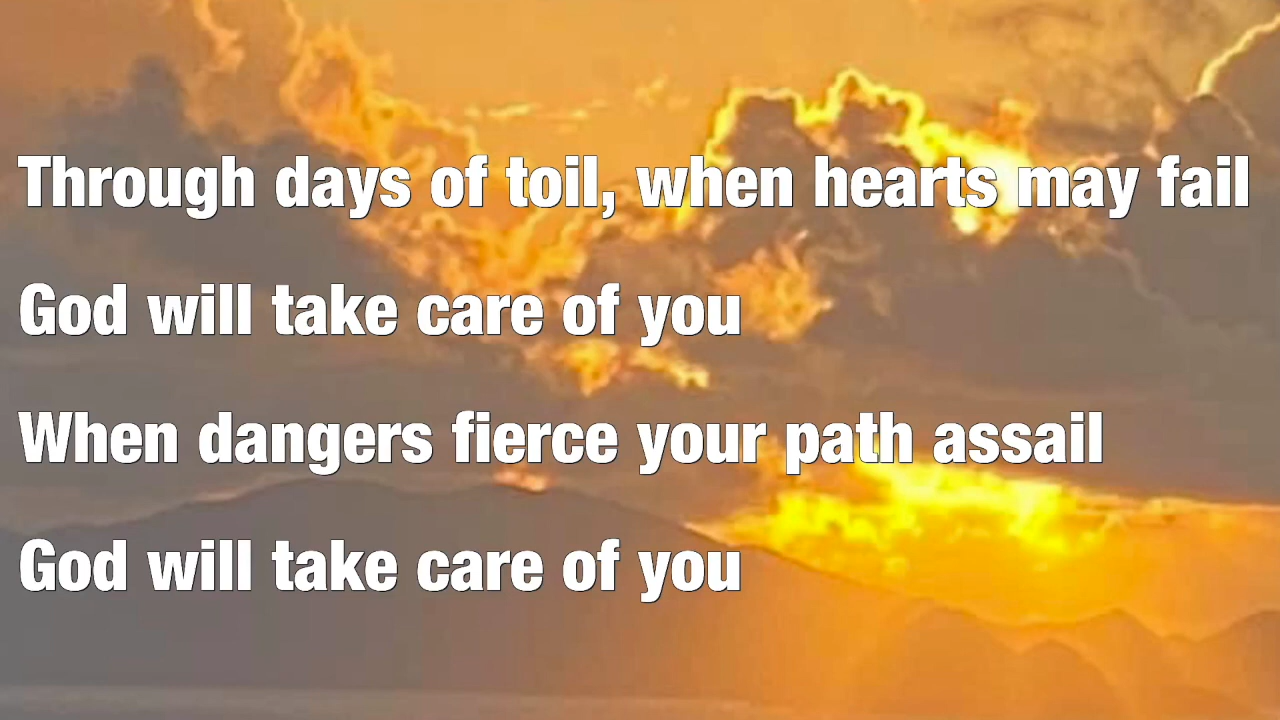 Through days of toil, when hearts may fail
God will take care of you
When dangers fierce your path assail
God will take care of you